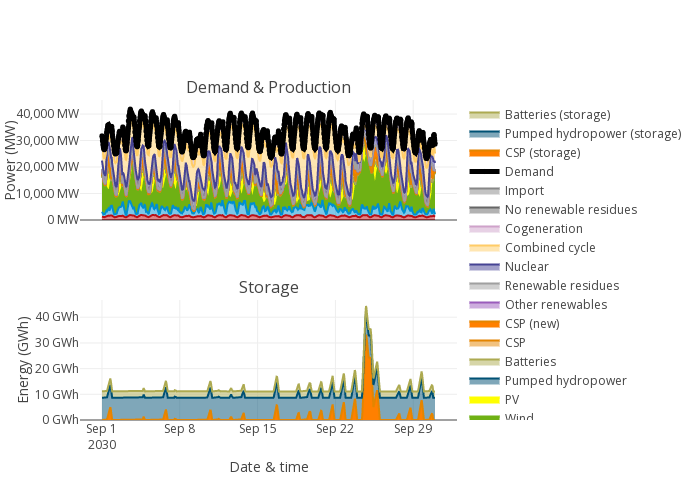 Demand & Production
Power (MW)
40,000 MW
30,000 MW
20,000 MW
10,000 MW
0 MW
Storage
Energy (GWh)
40 GWh
30 GWh
20 GWh
10 GWh
0 GWh
Sep 1
2030
Sep 8
Sep 15
Sep 22
Sep 29
Date & time
Batteries (storage)
Pumped hydropower (storage)
CSP (storage)
Demand
Import
No renewable residues
Cogeneration
Combined cycle
Nuclear
Renewable residues
Other renewables
CSP (new)
CSP
Batteries
Pumped hydropower
PV
Wind